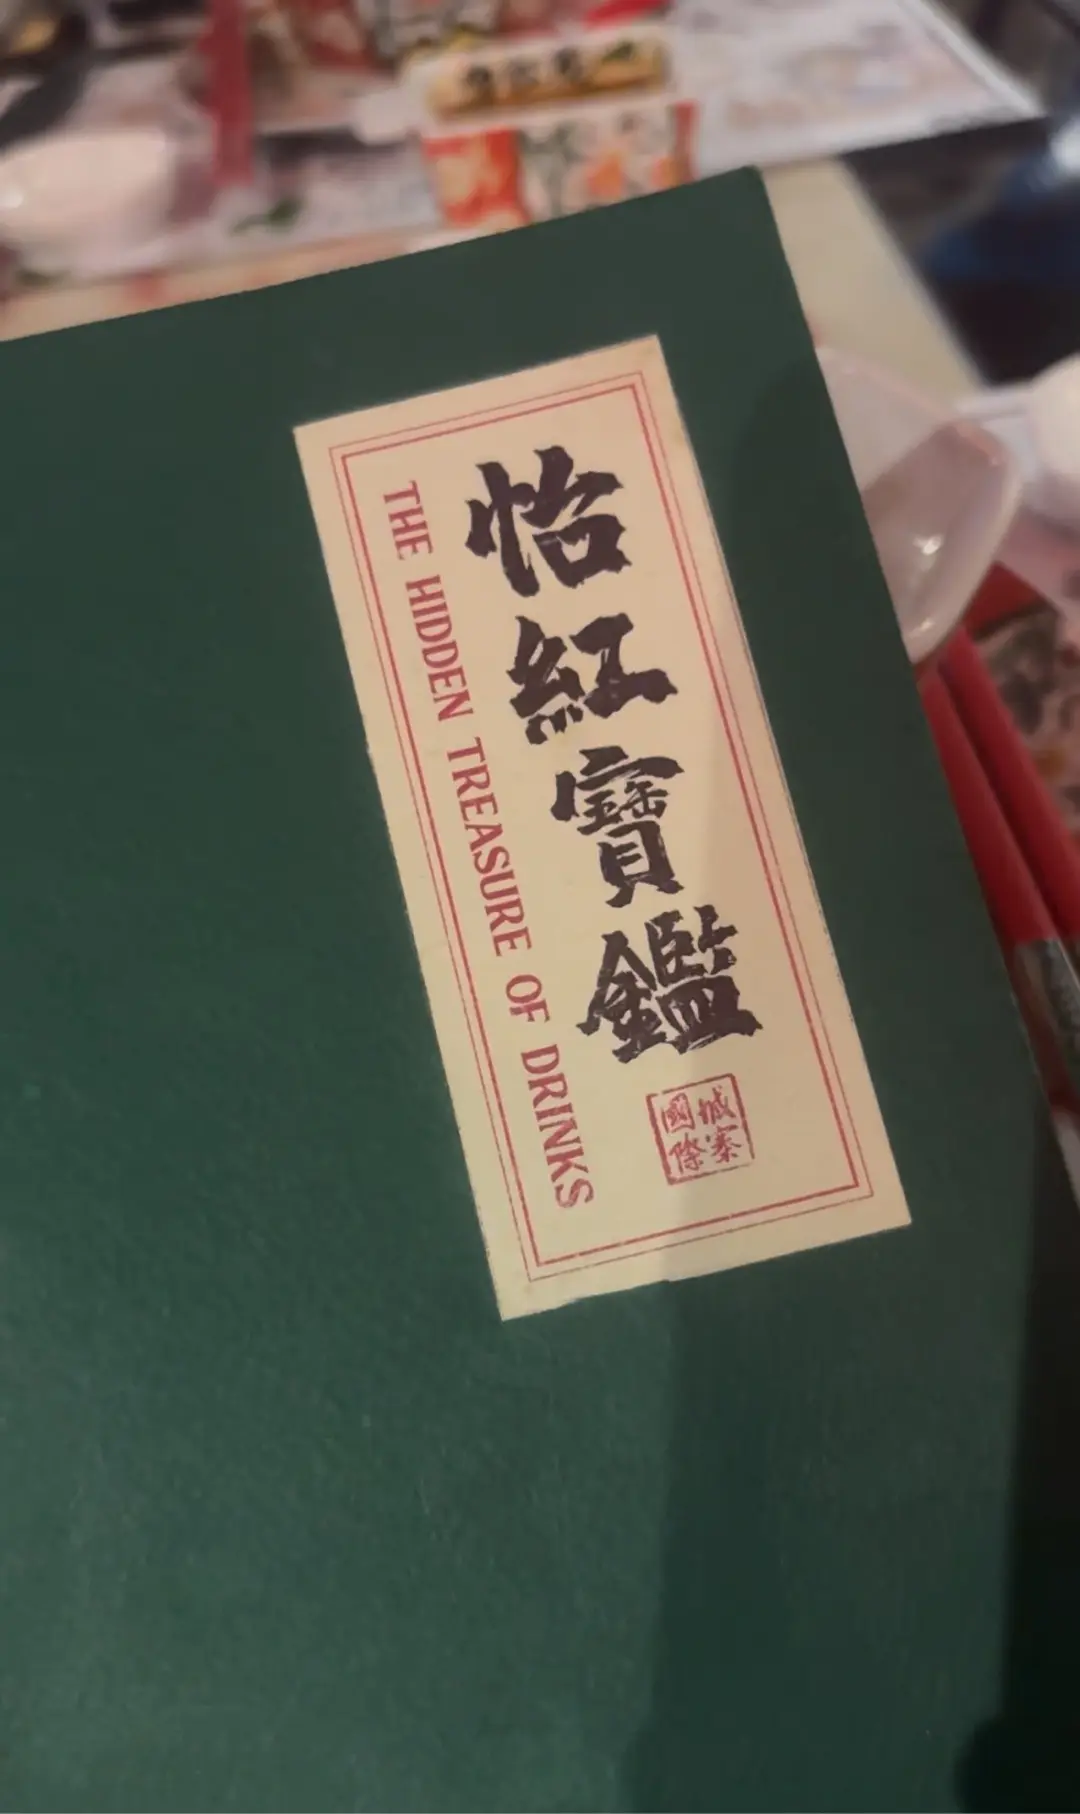 怡紅寶鑑
THE HIDDEN TREASURE OF DRINKS
城寨
國際